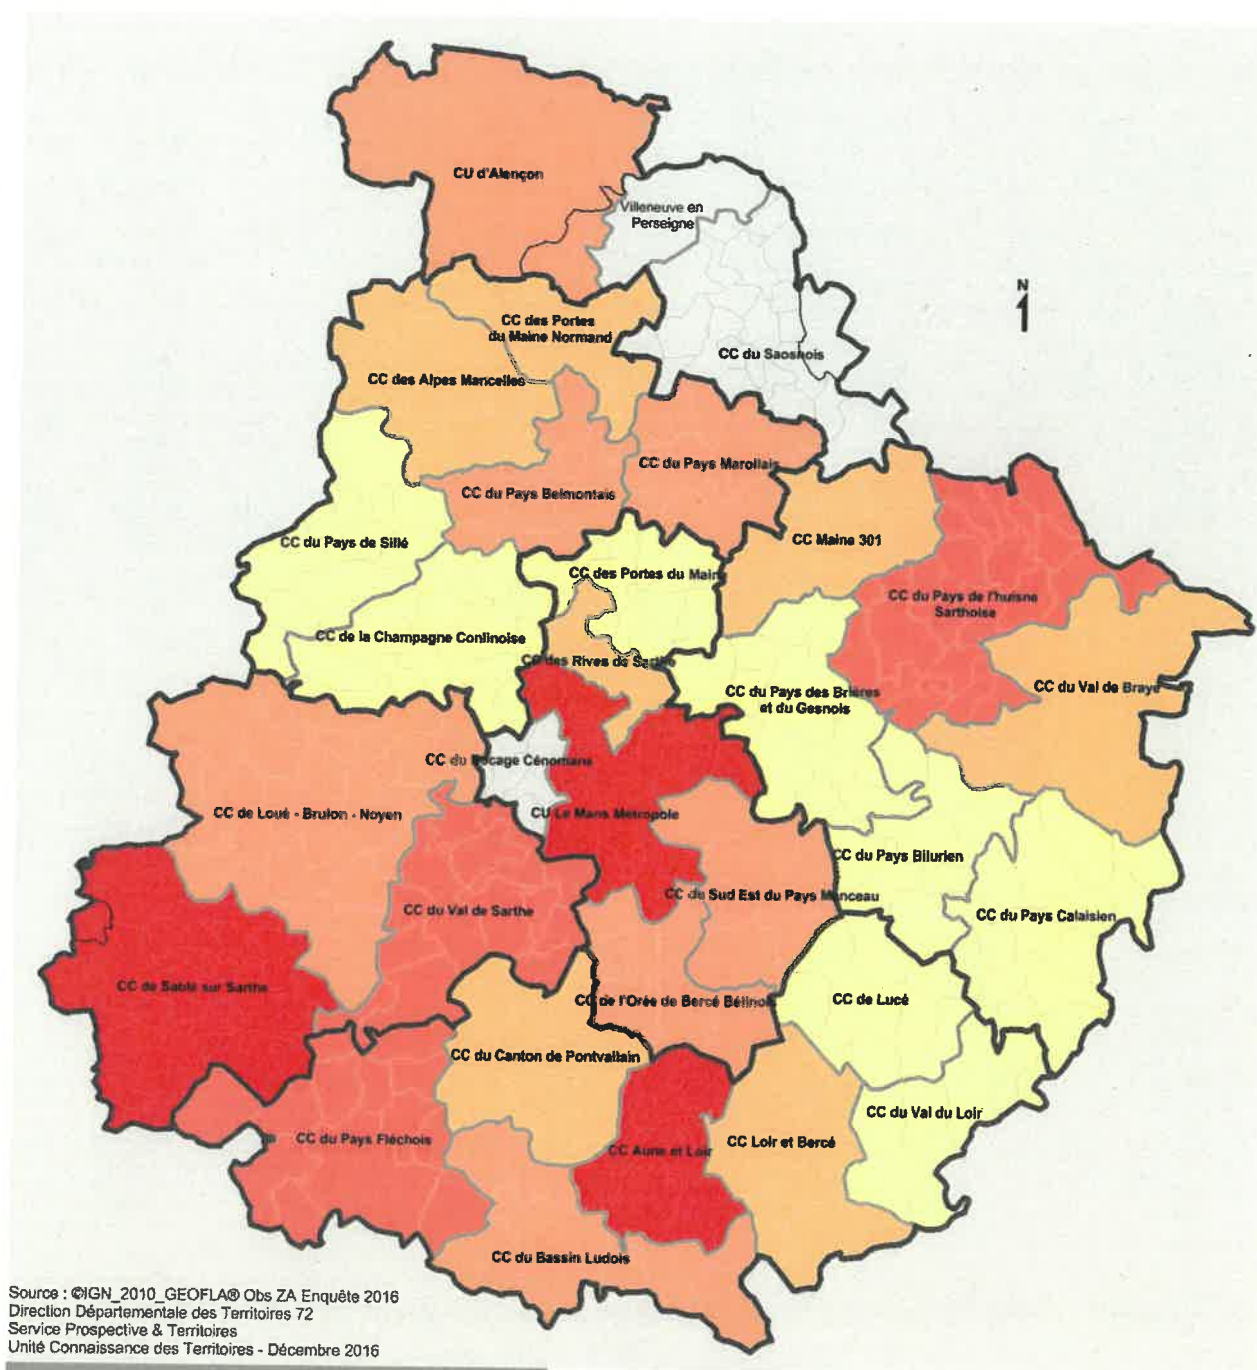 CU d'Alençon
Villeneuve en
Perseigne
N
CC des Portes
du Maine Normand
CC du Saosnois
CC des Alpes Mancelles
CC du Pays Marollais
CC du Pays Belmontais
CC du Pays de Sillé
CC Maine 301
CC des Portes du Maine
CC du Pays de l'huisne
Sarthoise
CC de la Champagne Conlinoise
CC des Rives de Sarthe
CC du Val de Braye
CC du Pays des Brières
et du Gesnois
CC du Bocage Cénomans
CC de Loué - Brulon - Noyen
CU Le Mans Metropole
CC du Pays Bilurien
CC du Sud Est du Pays Manceau
CC du Val de Sarthe
CC du Pays Calaisien
CC de Sablé sur Sarthe
CC de l'Orée de Bercé Bélinois
CC de Lucé
CC du Canton de Pontvallain
CC du Val du Loir
CC du Pays Fléchois
CC Loir et Bercé
CC Aune et Loir
CC du Bassin Ludois
Source : ©IGN_2010_GEOFLA® Obs ZA Enquête 2016
Direction Départementale des Territoires 72
Service Prospective & Territoires
Unité Connaissance des Territoires - Décembre 2016